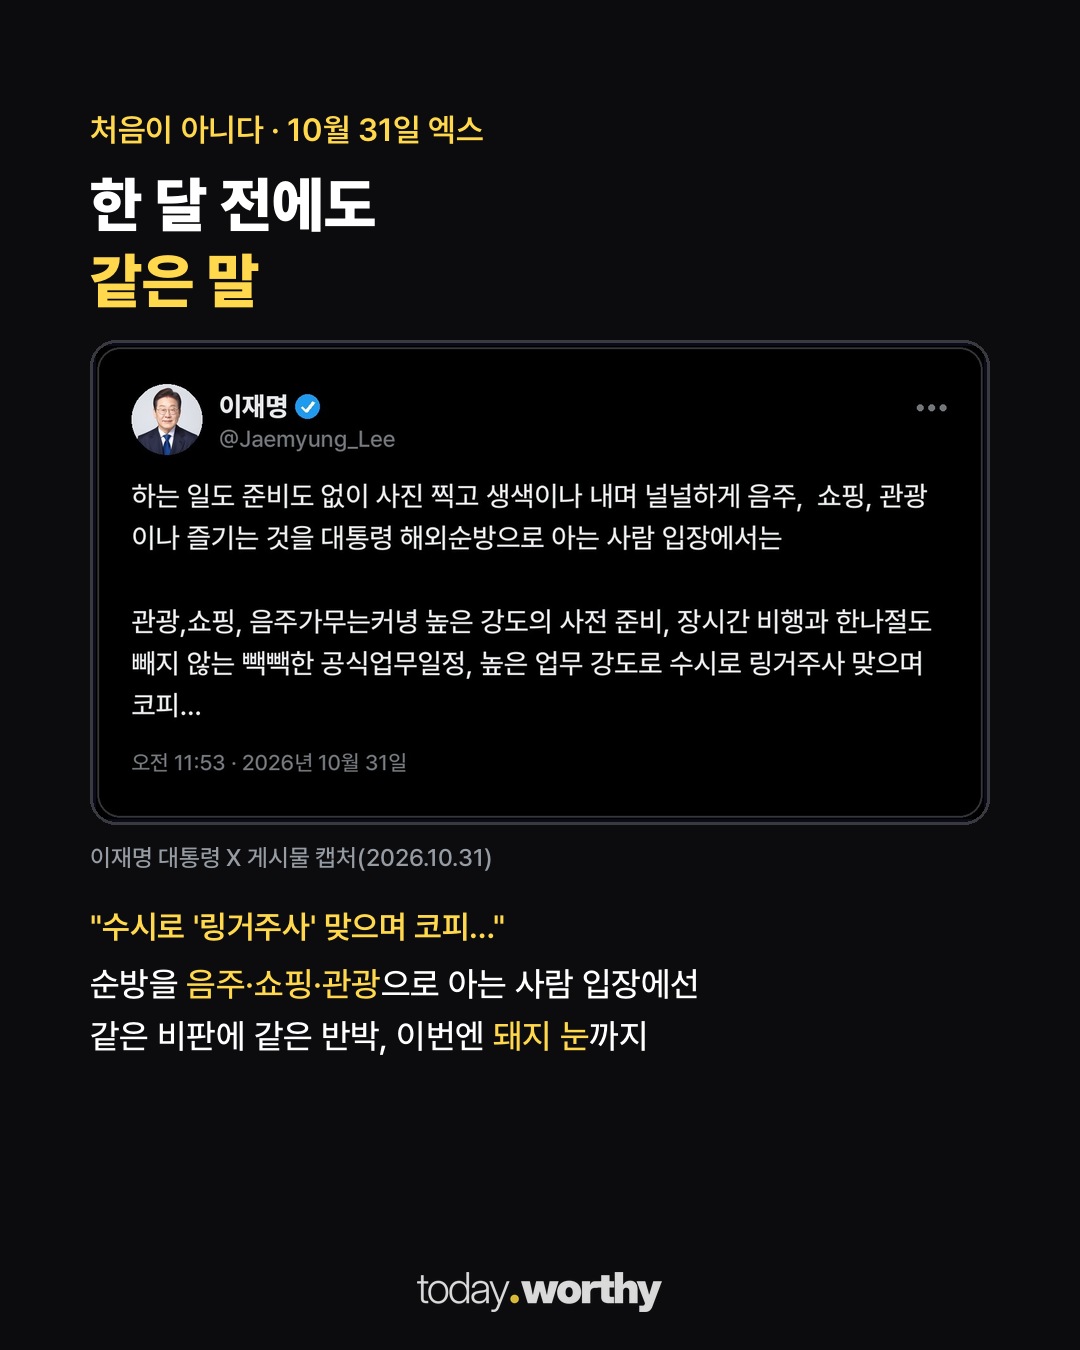 처음이 아니다 · 10월 31일 엑스
한 달 전에도
같은 말
이재명
@Jaemyung_Lee
하는 일도 준비도 없이 사진 찍고 생색이나 내며 널널하게 음주,  쇼핑, 관광
이나 즐기는 것을 대통령 해외순방으로 아는 사람 입장에서는
관광,쇼핑, 음주가무는커녕 높은 강도의 사전 준비, 장시간 비행과 한나절도
빼지 않는 빽빽한 공식업무일정, 높은 업무 강도로 수시로 링거주사 맞으며
코피...
오전 11:53 · 2026년 10월 31일
이재명 대통령 X 게시물 캡처(2026.10.31)
"수시로 '링거주사' 맞으며 코피..."
순방을 음주·쇼핑·관광으로 아는 사람 입장에선
같은 비판에 같은 반박, 이번엔 돼지 눈까지
today.worthy